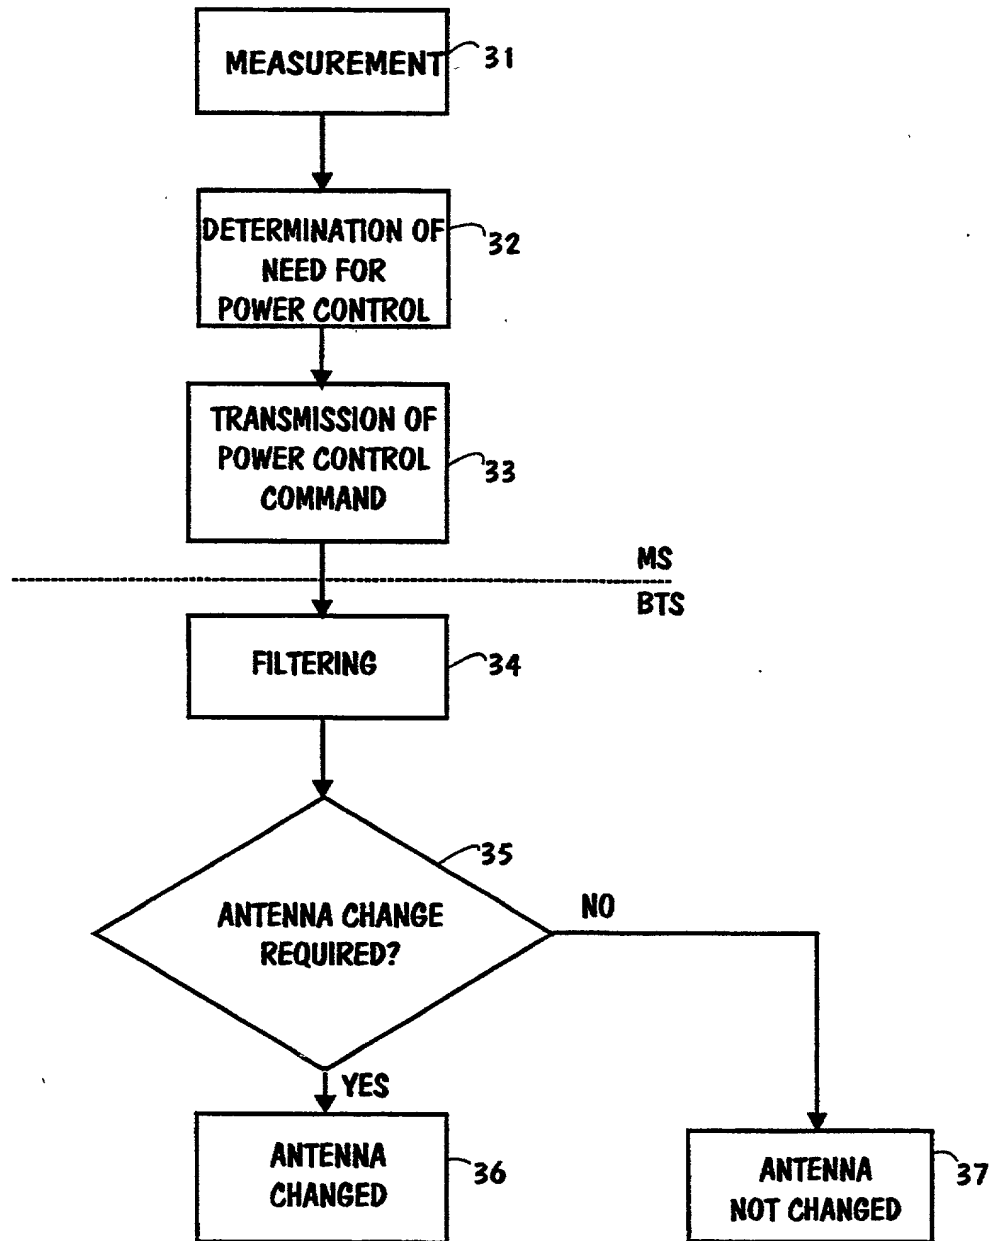 MEASUREMENT
31
DETERMINATION OF
NEED FOR
POWER CONTROL
32
TRANSMISSION OF
POWER CONTROL
COMMAND
33
MS
BTS
FILTERING
34
35
ANTENNA CHANGE
REQUIRED?
NO
YES
ANTENNA
CHANGED
36
ANTENNA
NOT CHANGED
37